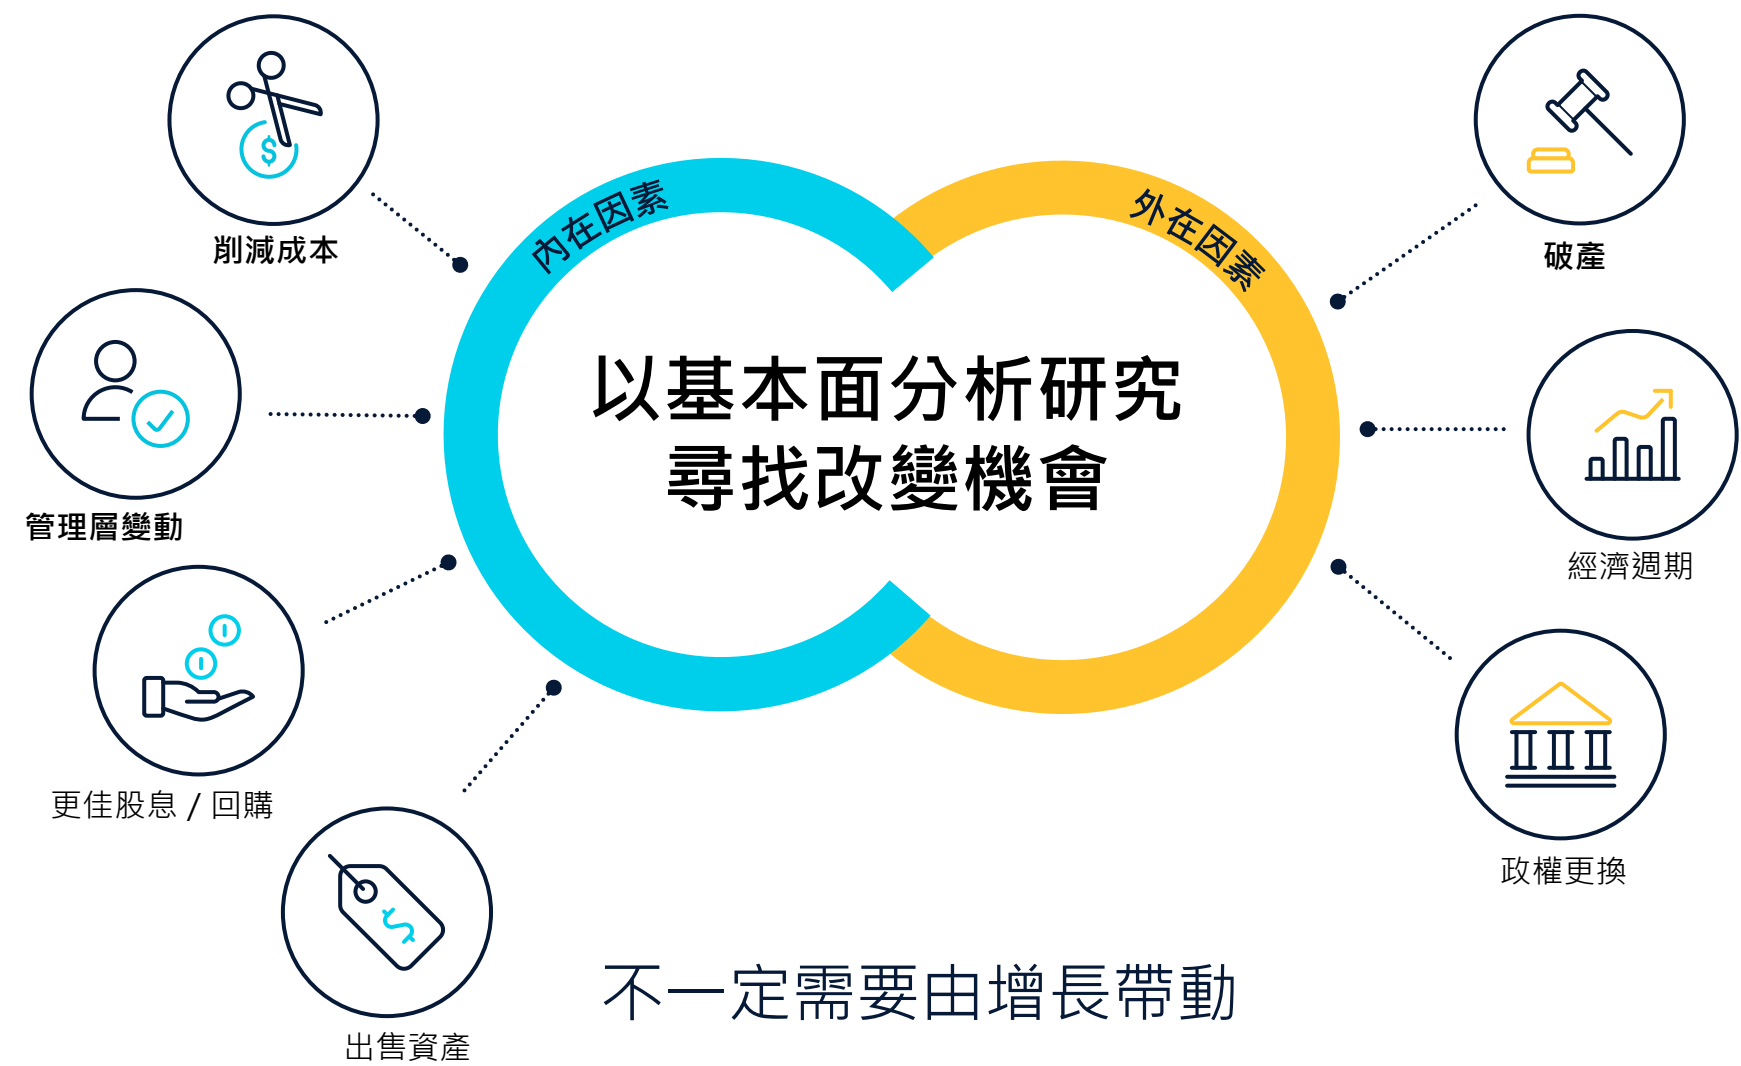 削減成本
管理層變動
更佳股息 / 回購
出售資產
內在因素
外在因素
以基本面分析研究
尋找改變機會
破產
經濟週期
政權更換
不一定需要由增長帶動